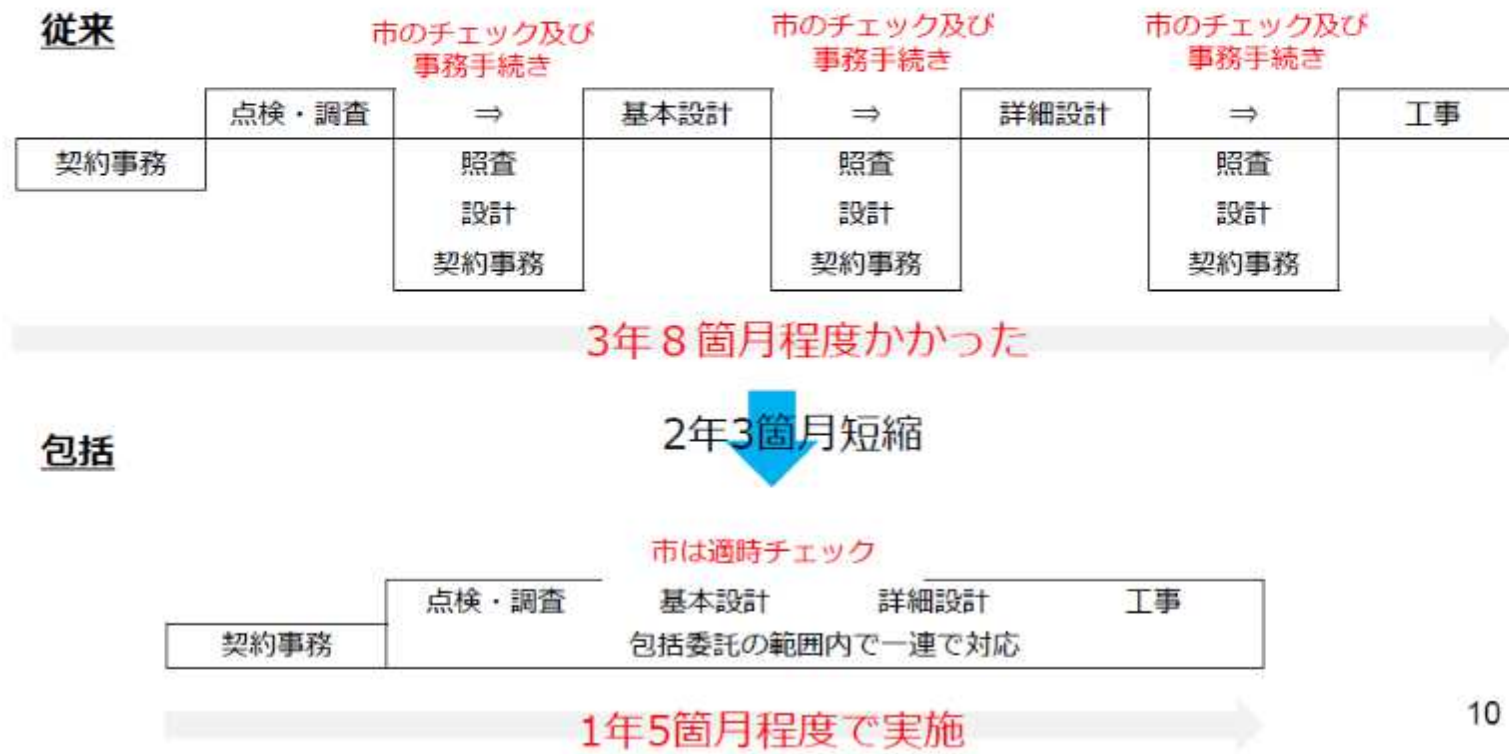 従来
市のチェック及び 市のチェック及び 市のチェック及び
事務手続き 事務手続き 事務手続き
点検・調査 ⇒ 基本設計 ⇒ 詳細設計 ⇒ 工事
契約事務 照査 照査 照査
設計 設計 設計
契約事務 契約事務 契約事務
3年８箇月程度かかった
2年3箇月短縮
包括
市は適時チェック
点検・調査 基本設計 詳細設計 工事
契約事務 包括委託の範囲内で一連で対応
1年5箇月程度で実施
10